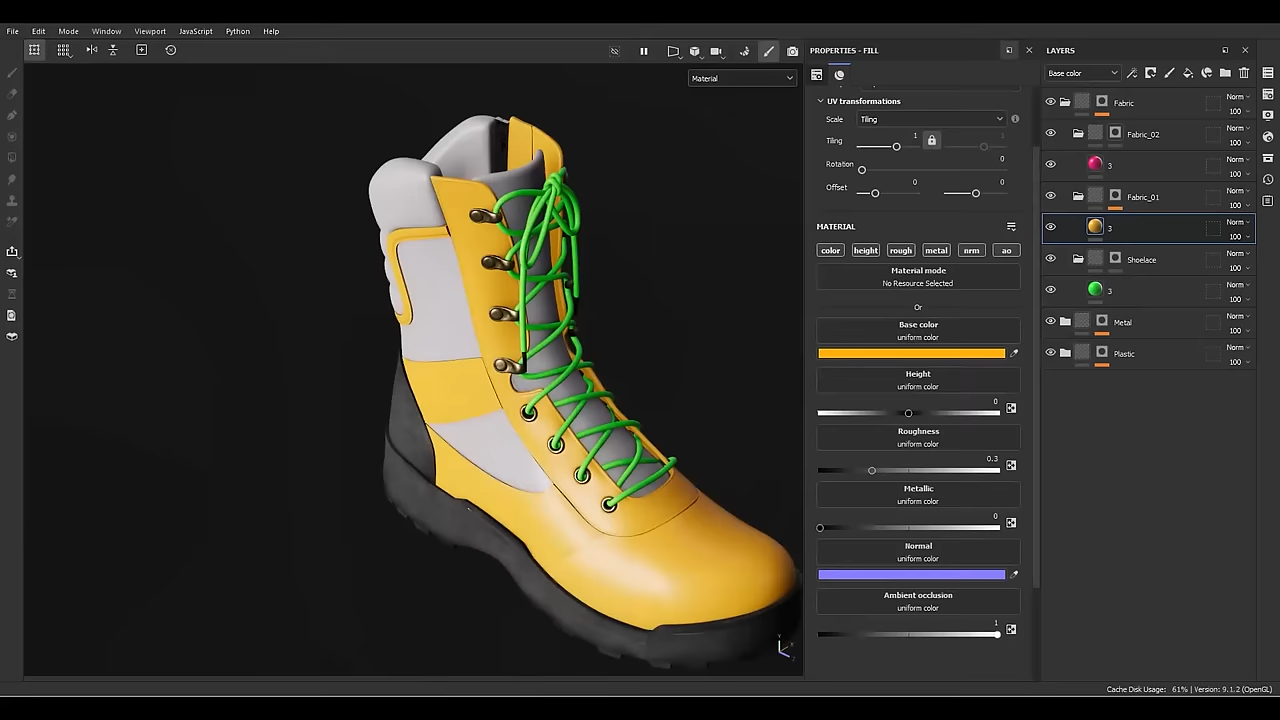 File Edit Mode Window Viewport JavaScript Python Help
Material
PROPERTIES - FILL
UV transformations
Scale Tiling
Tiling 1
Rotation 0
Offset 0 0
MATERIAL
color height rough metal nrm ao
Material mode
No Resource Selected
Or
Base color
uniform color
Height
uniform color
0
Roughness
uniform color
0.3
Metallic
uniform color
0
Normal
uniform color
Ambient occlusion
uniform color
1
LAYERS
Base color
Fabric Norm
100
Fabric_02 Norm
100
3 Norm
100
Fabric_01 Norm
100
3 Norm
100
Shoelace Norm
100
3 Norm
100
Metal Norm
100
Plastic Norm
100
Y
Z
Cache Disk Usage: 61% | Version: 9.1.2 (OpenGL)